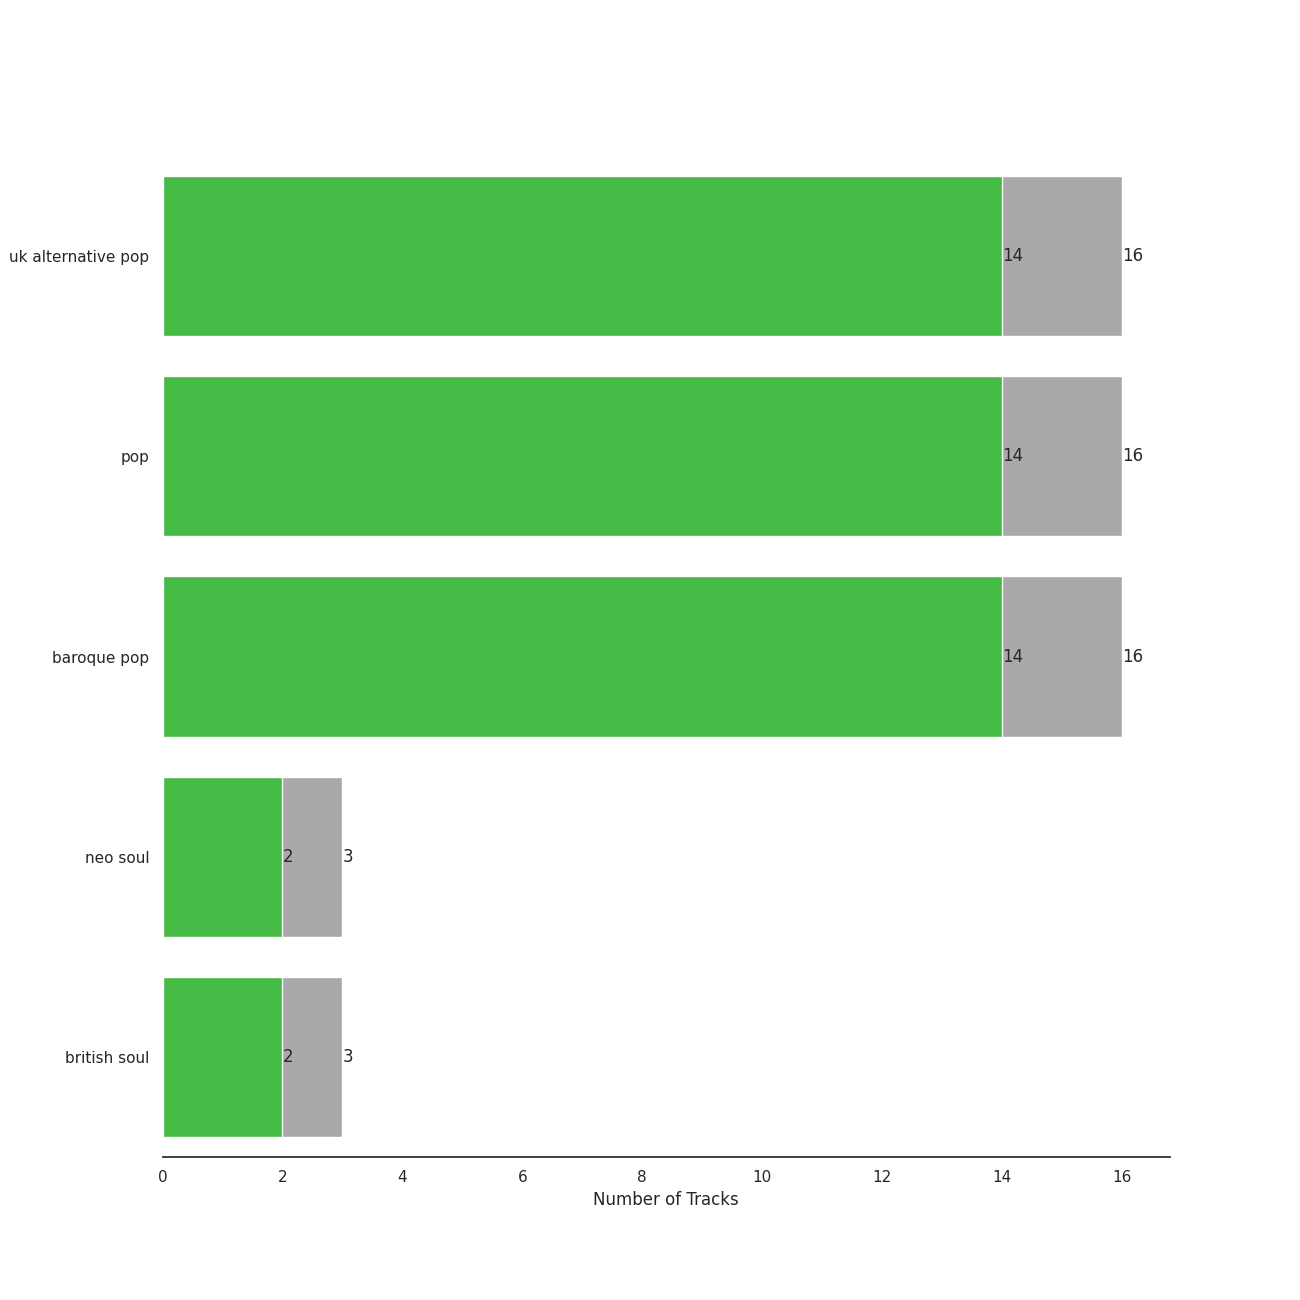 uk alternative pop 14 16
pop 14 16
baroque pop 14 16
neo soul 2 3
british soul 2 3
0 2 4 6 8 10 12 14 16
Number of Tracks